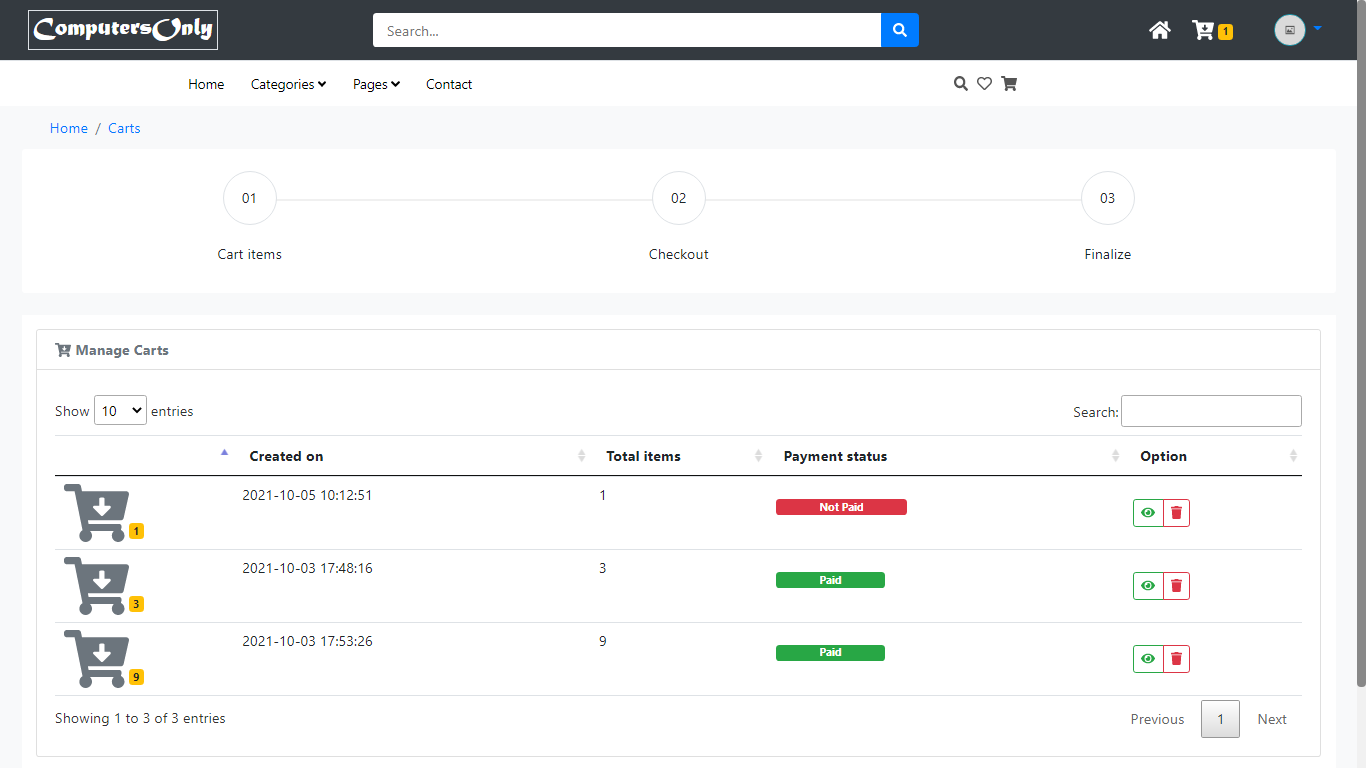 ComputersOnly
Search...
1
Home Categories Pages Contact
Home / Carts
01 02 03
Cart items Checkout Finalize
Manage Carts
Show 10 entries Search:
Created on Total items Payment status Option
1 2021-10-05 10:12:51 1 Not Paid
3 2021-10-03 17:48:16 3 Paid
9 2021-10-03 17:53:26 9 Paid
Showing 1 to 3 of 3 entries Previous 1 Next